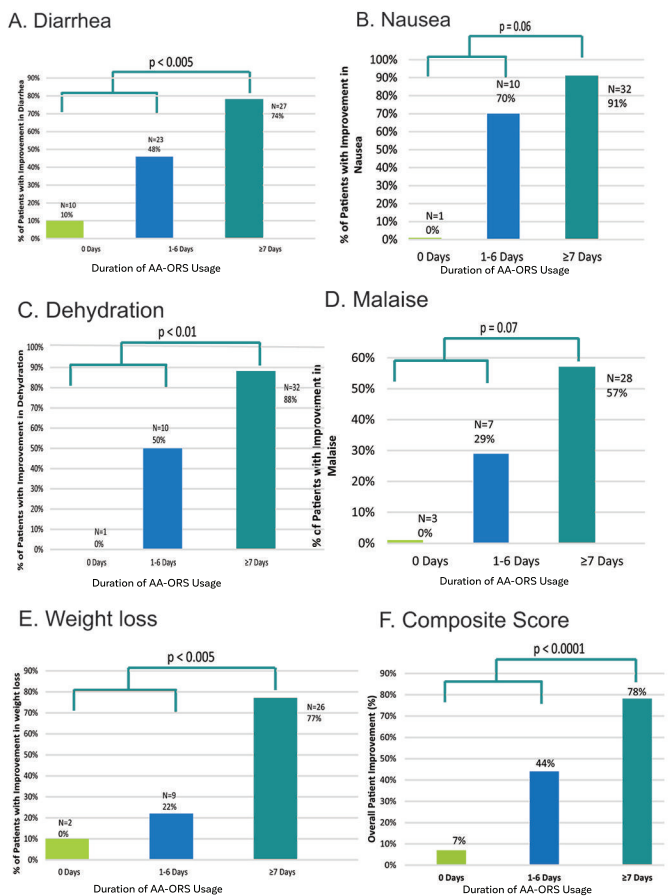 A. Diarrhea
p < 0.005
% of Patients with Improvement in Diarrhea
90%
80%
70%
60%
50%
40%
30%
20%
10%
0%
N=10
10%
N=23
48%
N=27
74%
0 Days
1-6 Days
≥7 Days
Duration of AA-ORS Usage
B. Nausea
p = 0.06
% of Patients with Improvement in
Nausea
100%
90%
80%
70%
60%
50%
40%
30%
20%
10%
0%
N=1
0%
N=10
70%
N=32
91%
0 Days
1-6 Days
≥7 Days
Duration of AA-ORS Usage
C. Dehydration
p < 0.01
% of Patients with Improvement in Dehydration
100%
90%
80%
70%
60%
50%
40%
30%
20%
10%
0%
N=1
0%
N=10
50%
N=32
88%
0 Days
1-6 Days
≥7 Days
Duration of AA-ORS Usage
D. Malaise
p = 0.07
% of Patients with Improvement in
Malaise
60%
50%
40%
30%
20%
10%
0%
N=3
0%
N=7
29%
N=28
57%
0 Days
1-6 Days
≥7 Days
Duration of AA-ORS Usage
E. Weight loss
p < 0.005
% of Patients with Improvement in weight loss
90%
80%
70%
60%
50%
40%
30%
20%
10%
0%
N=2
0%
N=9
22%
N=26
77%
0 Days
1-6 Days
≥7 Days
Duration of AA-ORS Usage
F. Composite Score
p < 0.0001
Overall Patient Improvement (%)
90%
80%
70%
60%
50%
40%
30%
20%
10%
0%
7%
44%
78%
0 Days
1-6 Days
≥7 Days
Duration of AA-ORS Usage